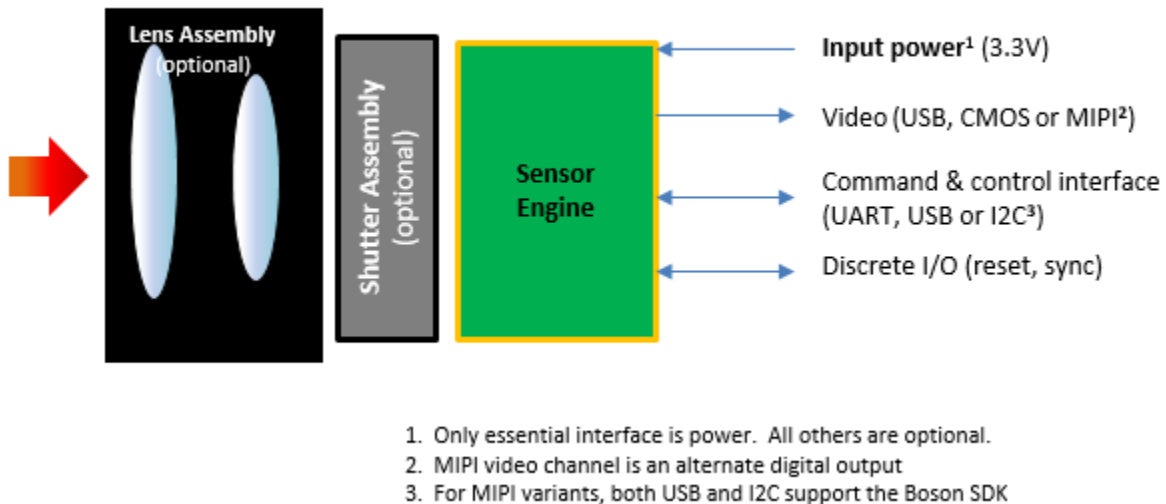 Lens Assembly
(optional)
Shutter Assembly
(optional)
Sensor
Engine
Input power¹ (3.3V)
Video (USB, CMOS or MIPI²)
Command & control interface
(UART, USB or I2C³)
Discrete I/O (reset, sync)
1. Only essential interface is power. All others are optional.
2. MIPI video channel is an alternate digital output
3. For MIPI variants, both USB and I2C support the Boson SDK